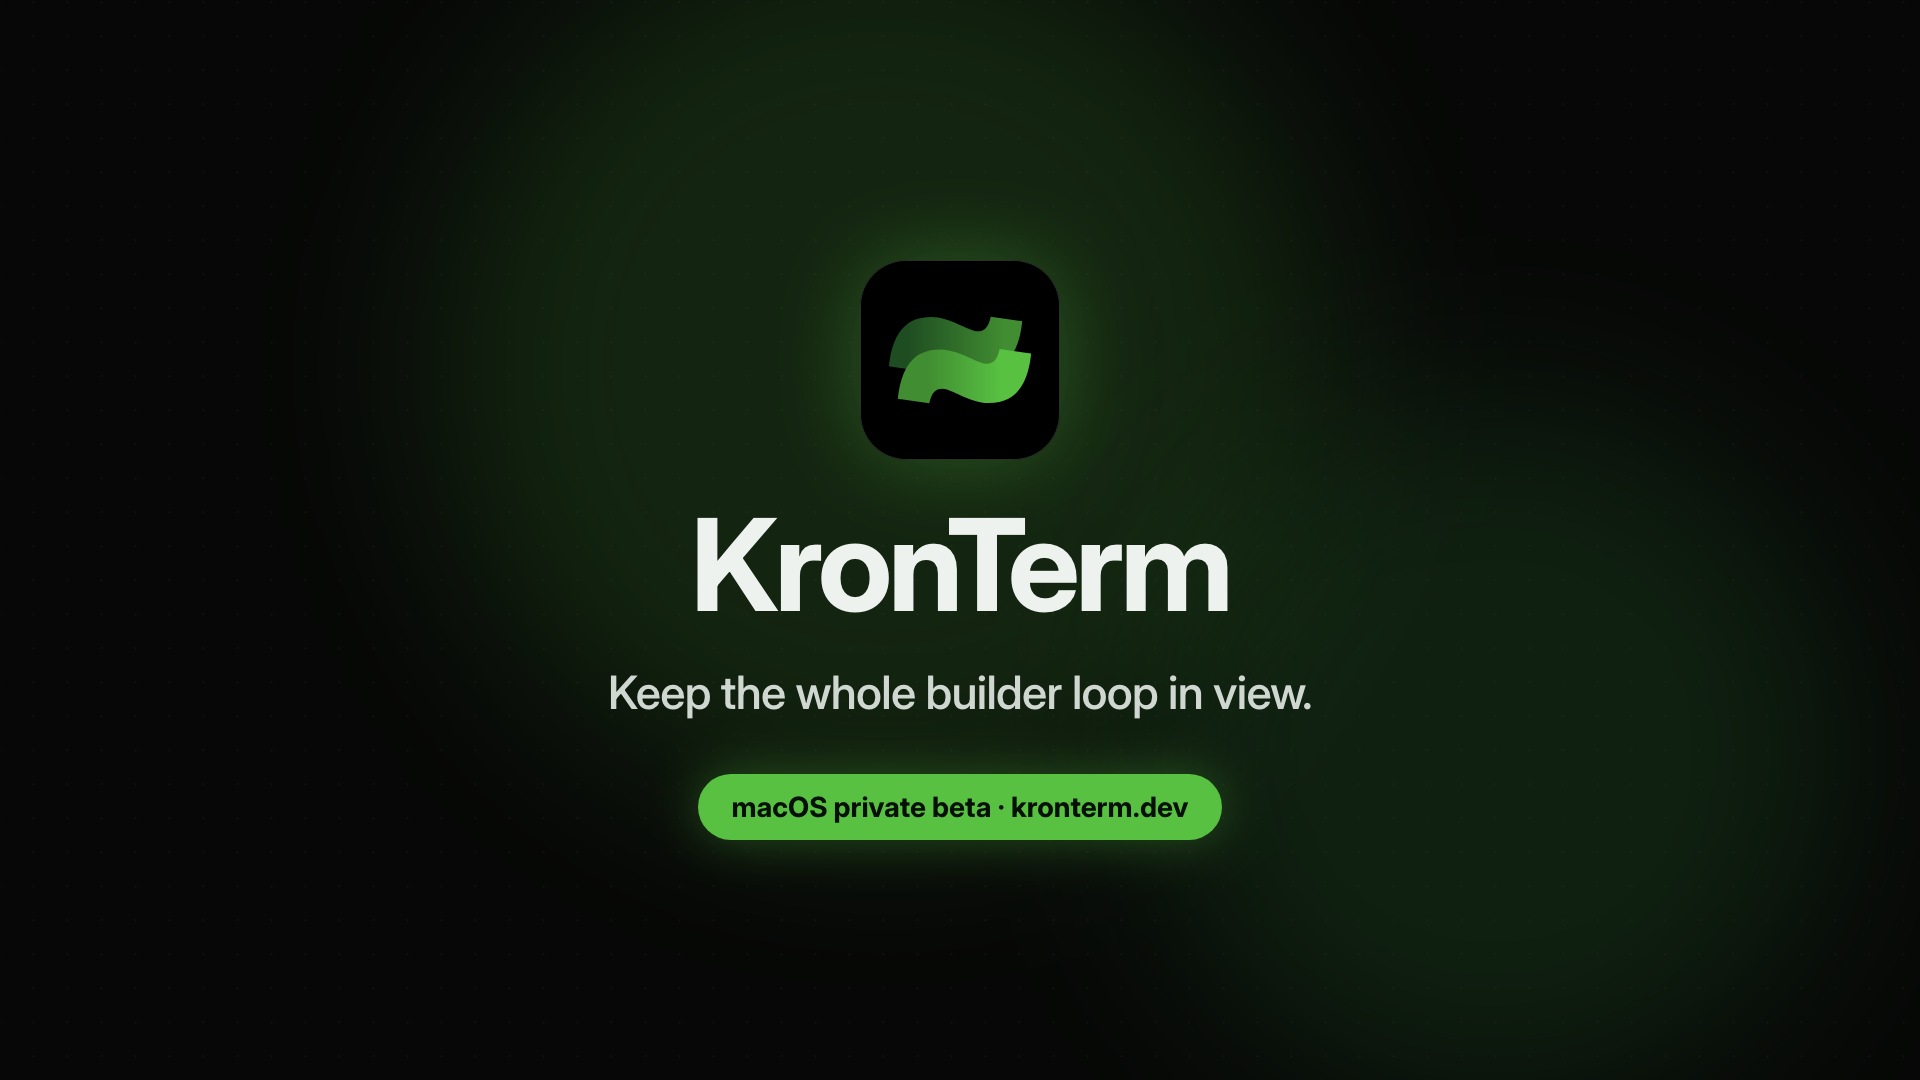 KronTerm
Keep the whole builder loop in view.
macOS private beta · kronterm.dev